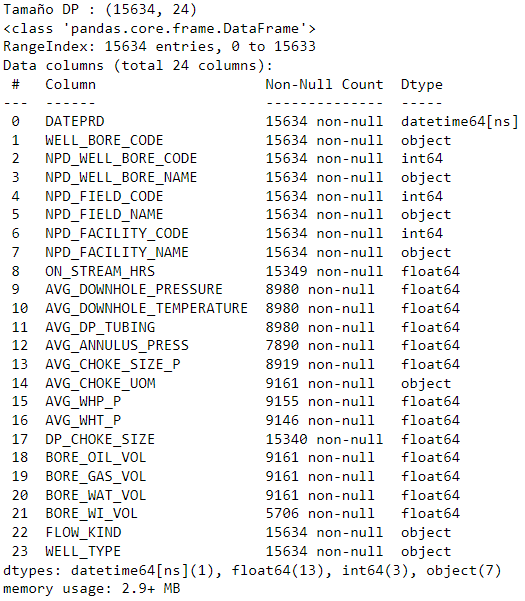 Tamaño DP : (15634, 24)
<class 'pandas.core.frame.DataFrame'>
RangeIndex: 15634 entries, 0 to 15633
Data columns (total 24 columns):
 #   Column                    Non-Null Count  Dtype
---  ------                    --------------  -----
 0   DATEPRD                   15634 non-null  datetime64[ns]
 1   WELL_BORE_CODE            15634 non-null  object
 2   NPD_WELL_BORE_CODE        15634 non-null  int64
 3   NPD_WELL_BORE_NAME        15634 non-null  object
 4   NPD_FIELD_CODE            15634 non-null  int64
 5   NPD_FIELD_NAME            15634 non-null  object
 6   NPD_FACILITY_CODE         15634 non-null  int64
 7   NPD_FACILITY_NAME         15634 non-null  object
 8   ON_STREAM_HRS             15349 non-null  float64
 9   AVG_DOWNHOLE_PRESSURE     8980 non-null   float64
 10  AVG_DOWNHOLE_TEMPERATURE  8980 non-null   float64
 11  AVG_DP_TUBING             8980 non-null   float64
 12  AVG_ANNULUS_PRESS         7890 non-null   float64
 13  AVG_CHOKE_SIZE_P          8919 non-null   float64
 14  AVG_CHOKE_UOM             9161 non-null   object
 15  AVG_WHP_P                 9155 non-null   float64
 16  AVG_WHT_P                 9146 non-null   float64
 17  DP_CHOKE_SIZE             15340 non-null  float64
 18  BORE_OIL_VOL              9161 non-null   float64
 19  BORE_GAS_VOL              9161 non-null   float64
 20  BORE_WAT_VOL              9161 non-null   float64
 21  BORE_WI_VOL               5706 non-null   float64
 22  FLOW_KIND                 15634 non-null  object
 23  WELL_TYPE                 15634 non-null  object
dtypes: datetime64[ns](1), float64(13), int64(3), object(7)
memory usage: 2.9+ MB